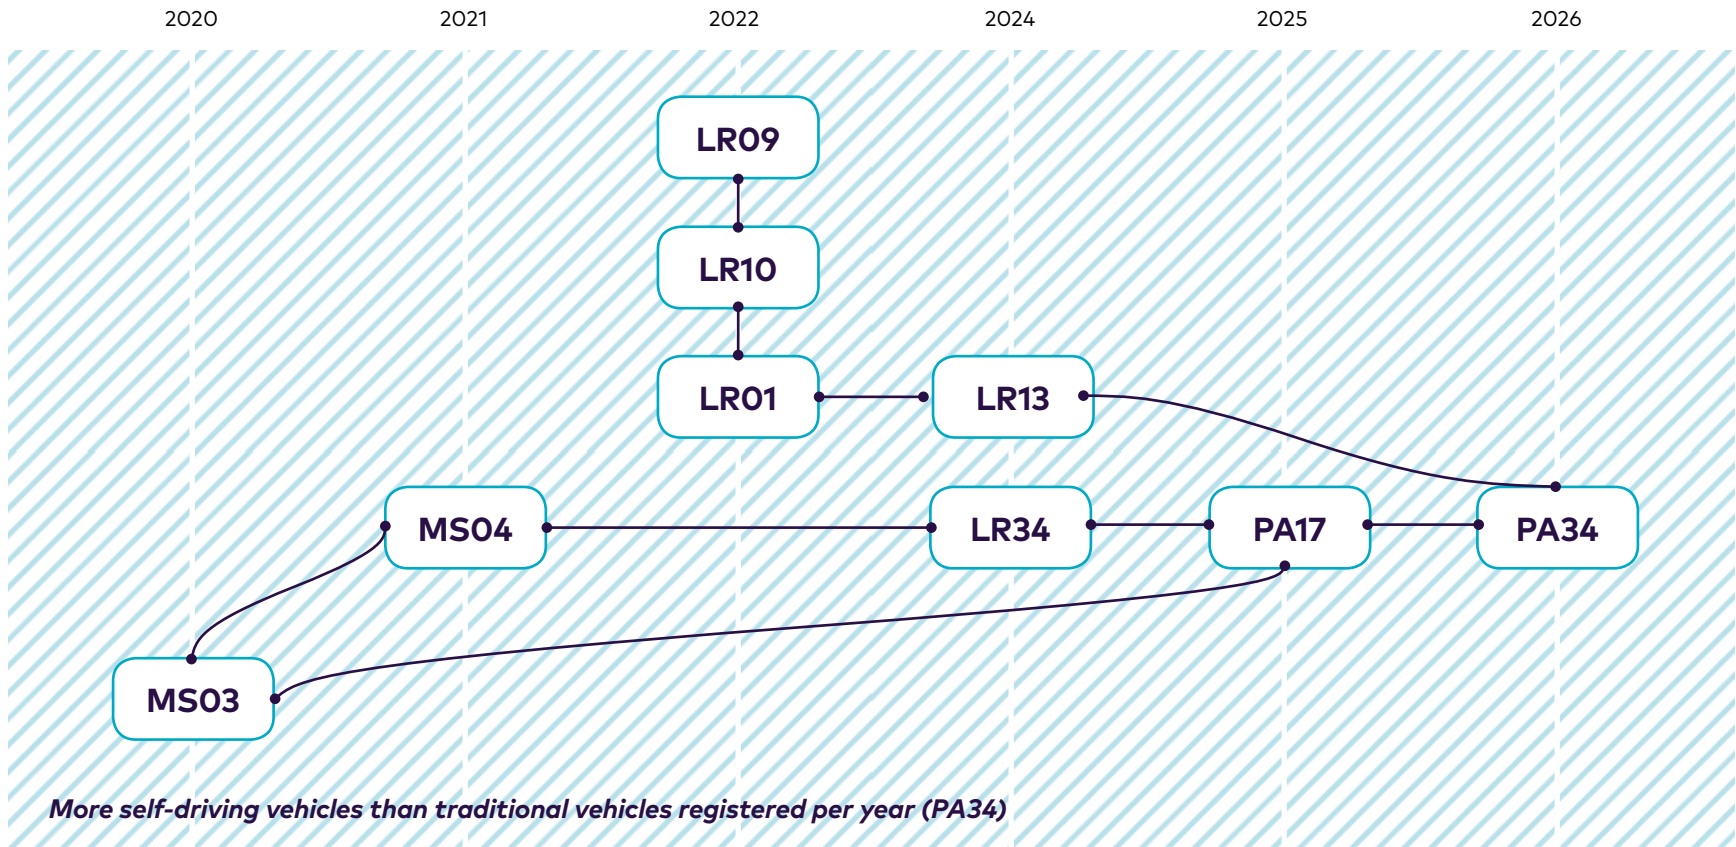 2020 2021 2022 2024 2025 2026
LR09
LR10
LR01 LR13
MS04 LR34 PA17 PA34
MS03
More self-driving vehicles than traditional vehicles registered per year (PA34)